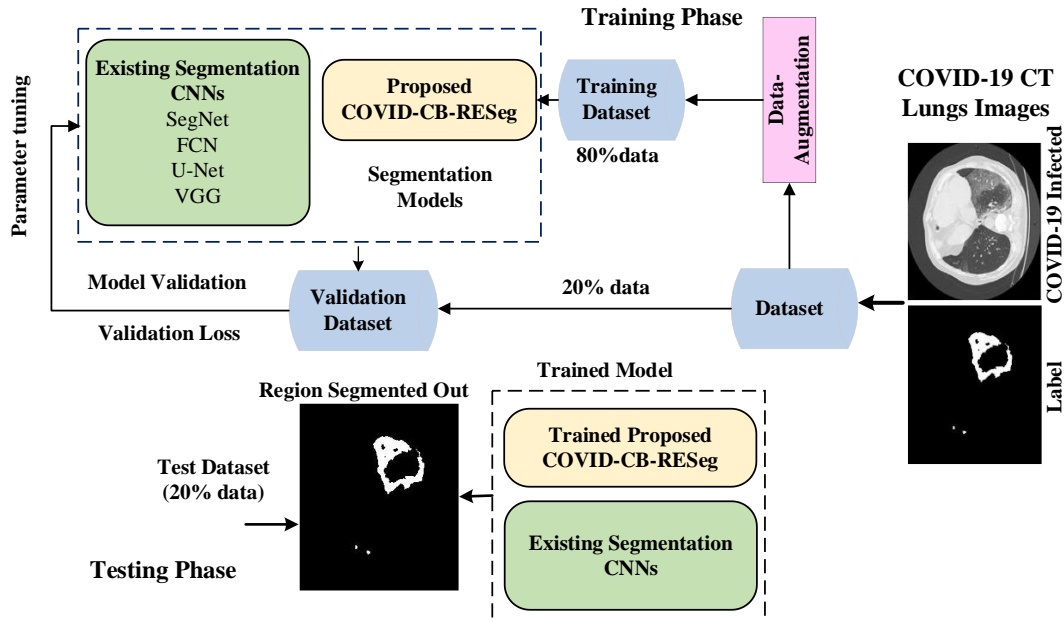 Training Phase
Existing Segmentation
CNNs
SegNet
FCN
U-Net
VGG
Proposed
COVID-CB-RESeg
Segmentation
Models
Training
Dataset
80%data
Data-
Augmentation
COVID-19 CT
Lungs Images
COVID-19 Infected
Label
Parameter tuning
Model Validation
Validation Loss
Validation
Dataset
20% data
Dataset
Trained Model
Region Segmented Out
Trained Proposed
COVID-CB-RESeg
Existing Segmentation
CNNs
Test Dataset
(20% data)
Testing Phase